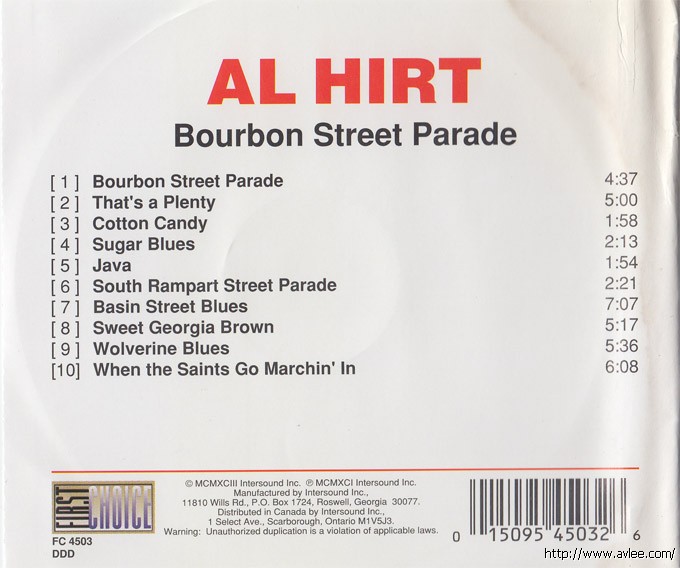 AL HIRT
Bourbon Street Parade
[ 1 ] Bourbon Street Parade 4:37
[ 2 ] That's a Plenty 5:00
[ 3 ] Cotton Candy 1:58
[ 4 ] Sugar Blues 2:13
[ 5 ] Java 1:54
[ 6 ] South Rampart Street Parade 2:21
[ 7 ] Basin Street Blues 7:07
[ 8 ] Sweet Georgia Brown 5:17
[ 9 ] Wolverine Blues 5:36
[10] When the Saints Go Marchin' In 6:08
FIRST CHOICE
FC 4503
DDD
© MCMXCIII Intersound Inc. ℗ MCMXCI Intersound Inc.
Manufactured by Intersound Inc.,
11810 Wills Rd., P.O. Box 1724, Roswell, Georgia 30077.
Distributed in Canada by Intersound Inc.,
1 Select Ave., Scarborough, Ontario M1V5J3.
Warning: Unauthorized duplication is a violation of applicable laws.
0 15095 45032 6
http://www.avlee.com/